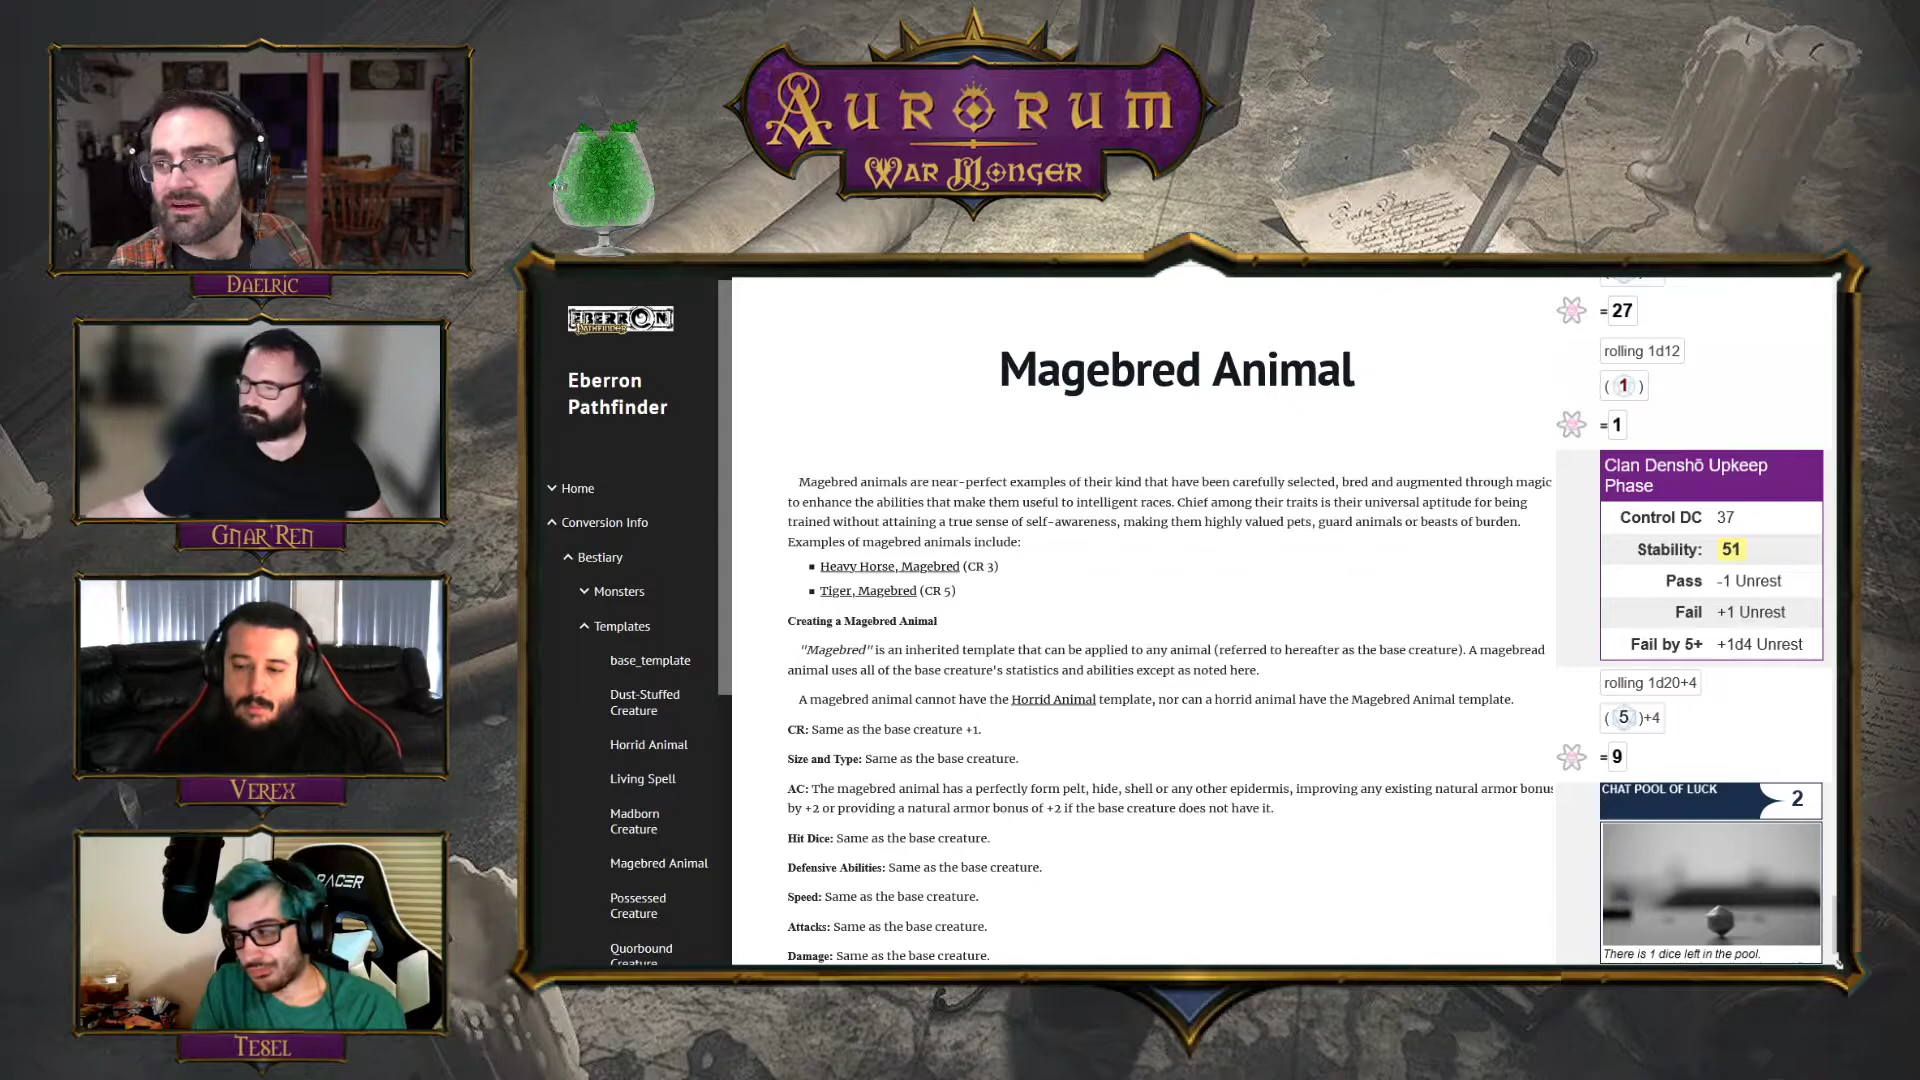 AURORUM
WAR MONGER
DAELRIC
GNAR'REN
VEREX
TESEL
RACER
EBERRON
PATHFINDER
Eberron
Pathfinder
Home
Conversion Info
Bestiary
Monsters
Templates
base_template
Dust-Stuffed
Creature
Horrid Animal
Living Spell
Madborn
Creature
Magebred Animal
Possessed
Creature
Quorbound
Creature
Magebred Animal
Magebred animals are near-perfect examples of their kind that have been carefully selected, bred and augmented through magic
to enhance the abilities that make them useful to intelligent races. Chief among their traits is their universal aptitude for being
trained without attaining a true sense of self-awareness, making them highly valued pets, guard animals or beasts of burden.
Examples of magebred animals include:
▪ Heavy Horse, Magebred (CR 3)
▪ Tiger, Magebred (CR 5)
Creating a Magebred Animal
"Magebred" is an inherited template that can be applied to any animal (referred to hereafter as the base creature). A magebread
animal uses all of the base creature's statistics and abilities except as noted here.
A magebred animal cannot have the Horrid Animal template, nor can a horrid animal have the Magebred Animal template.
CR: Same as the base creature +1.
Size and Type: Same as the base creature.
AC: The magebred animal has a perfectly form pelt, hide, shell or any other epidermis, improving any existing natural armor bonus
by +2 or providing a natural armor bonus of +2 if the base creature does not have it.
Hit Dice: Same as the base creature.
Defensive Abilities: Same as the base creature.
Speed: Same as the base creature.
Attacks: Same as the base creature.
Damage: Same as the base creature.
=27
rolling 1d12
(1)
=1
Clan Denshō Upkeep
Phase
Control DC 37
Stability: 51
Pass -1 Unrest
Fail +1 Unrest
Fail by 5+ +1d4 Unrest
rolling 1d20+4
(5)+4
=9
CHAT POOL OF LUCK 2
There is 1 dice left in the pool.